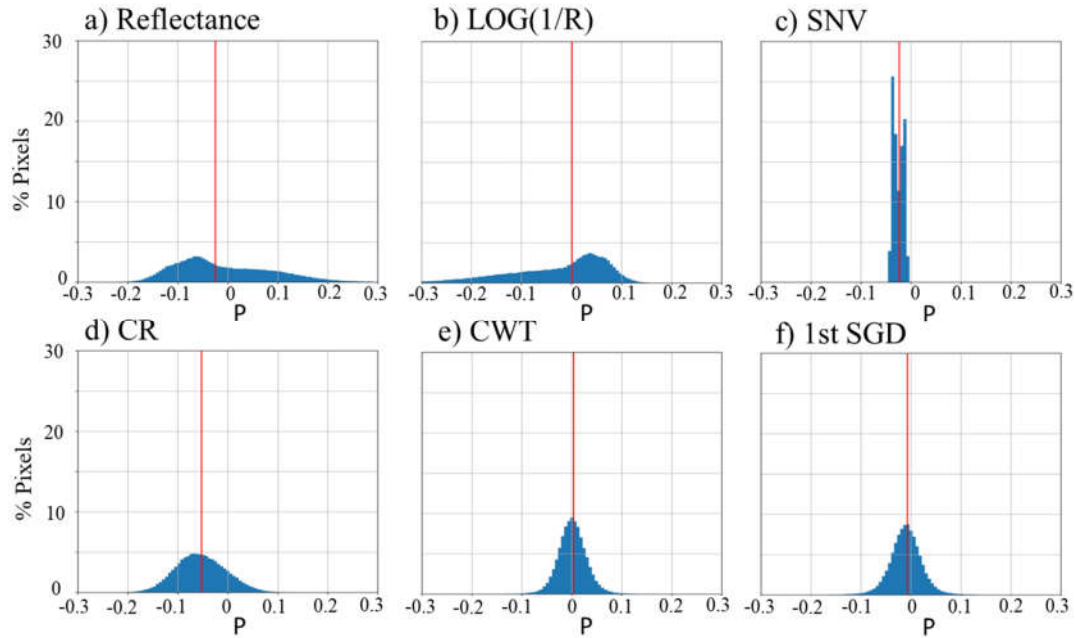 a) Reflectance
b) LOG(1/R)
c) SNV
30
20
10
0
% Pixels
-0.3 -0.2 -0.1 0 0.1 0.2 0.3
-0.3 -0.2 -0.1 0 0.1 0.2 0.3
-0.3 -0.2 -0.1 0 0.1 0.2 0.3
P
P
P
d) CR
e) CWT
f) 1st SGD
30
20
10
0
% Pixels
-0.3 -0.2 -0.1 0 0.1 0.2 0.3
-0.3 -0.2 -0.1 0 0.1 0.2 0.3
-0.3 -0.2 -0.1 0 0.1 0.2 0.3
P
P
P